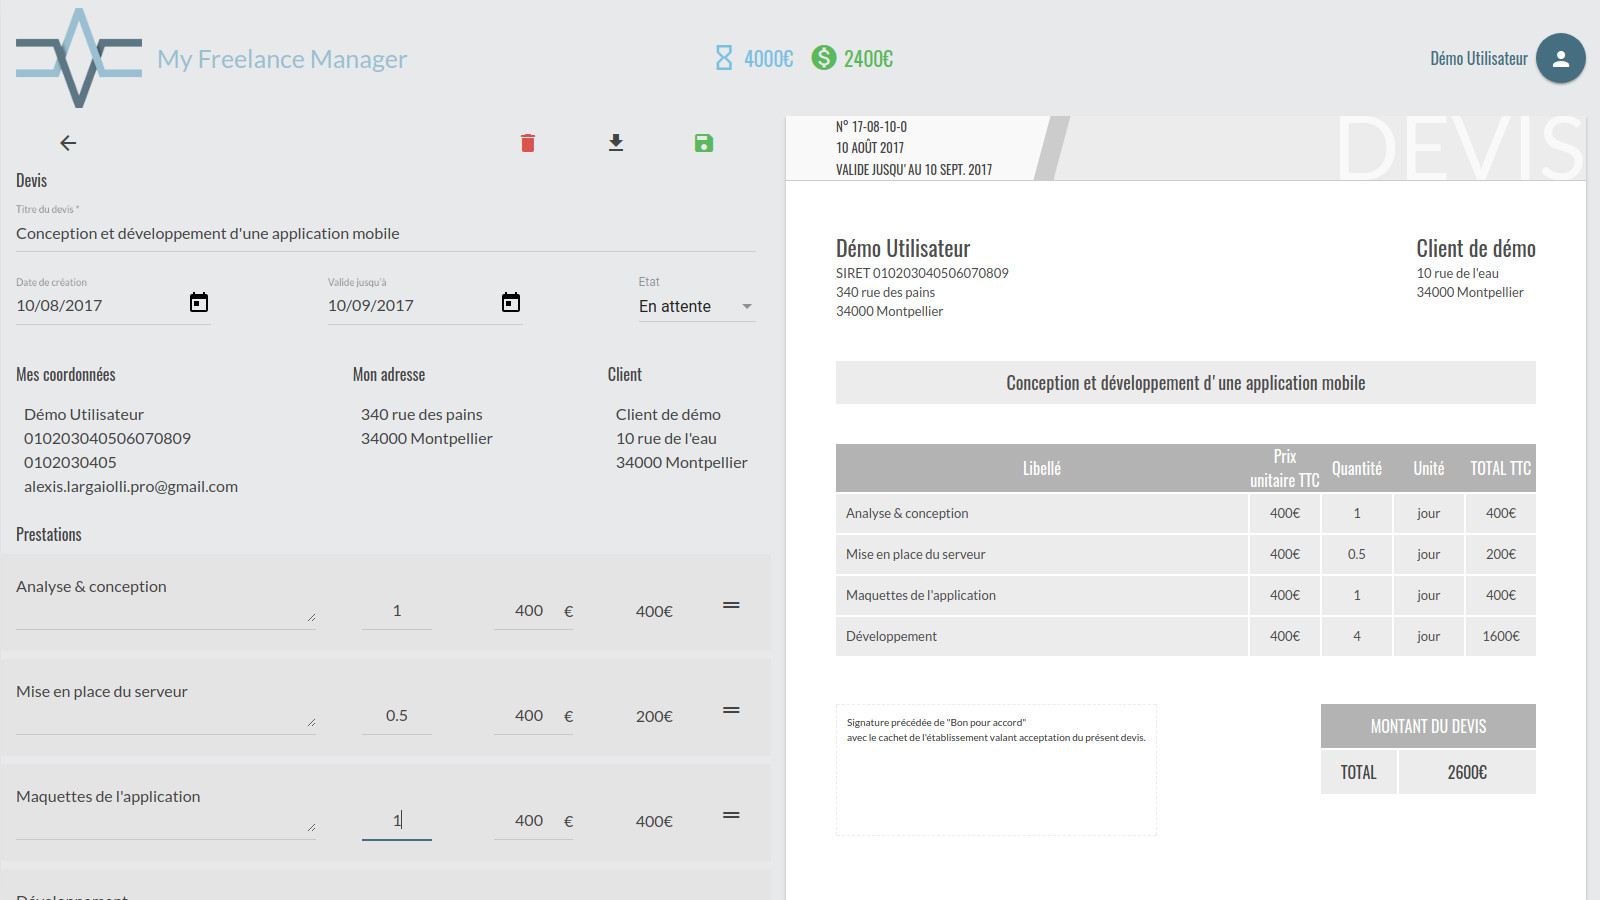 My Freelance Manager
4000€ 2400€
Démo Utilisateur
Devis
Titre du devis *
Conception et développement d'une application mobile
Date de création Valide jusqu'à Etat
10/08/2017 10/09/2017 En attente
Mes coordonnées Mon adresse Client
Démo Utilisateur 340 rue des pains Client de démo
010203040506070809 34000 Montpellier 10 rue de l'eau
0102030405 34000 Montpellier
alexis.largaiolli.pro@gmail.com
Prestations
Analyse & conception
1 400 € 400€
Mise en place du serveur
0.5 400 € 200€
Maquettes de l'application
1 400 € 400€
Développement
N° 17-08-10-0
10 AOÛT 2017
VALIDE JUSQU'AU 10 SEPT. 2017
DEVIS
Démo Utilisateur
SIRET 010203040506070809
340 rue des pains
34000 Montpellier
Client de démo
10 rue de l'eau
34000 Montpellier
Conception et développement d'une application mobile
Libellé Prix unitaire TTC Quantité Unité TOTAL TTC
Analyse & conception 400€ 1 jour 400€
Mise en place du serveur 400€ 0.5 jour 200€
Maquettes de l'application 400€ 1 jour 400€
Développement 400€ 4 jour 1600€
Signature précédée de "Bon pour accord"
avec le cachet de l'établissement valant acceptation du présent devis.
MONTANT DU DEVIS
TOTAL 2600€